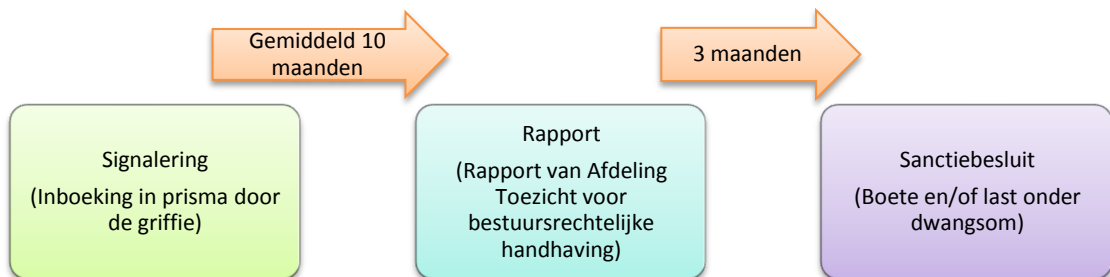 Gemiddeld 10
maanden
3 maanden
Signalering
(Inboeking in prisma door
de griffie)
Rapport
(Rapport van Afdeling
Toezicht voor
bestuursrechtelijke
handhaving)
Sanctiebesluit
(Boete en/of last onder
dwangsom)